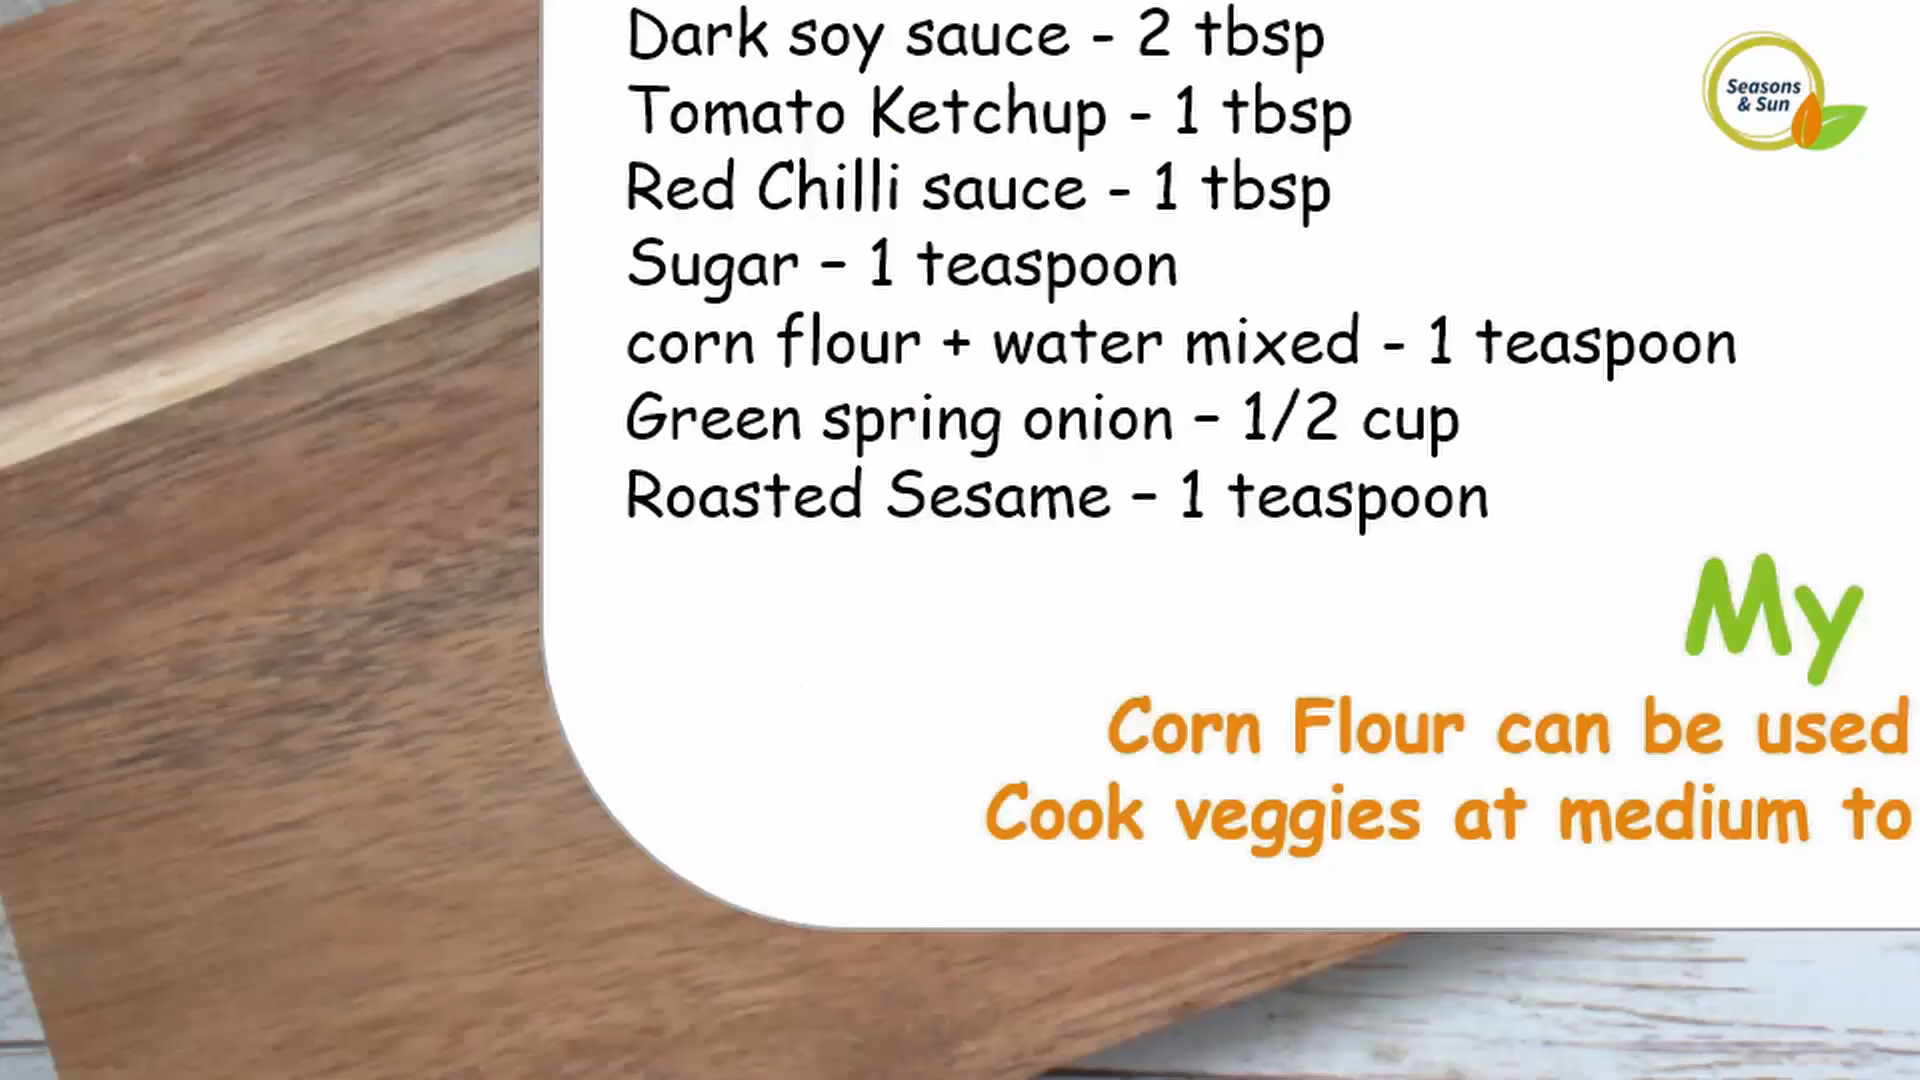 Dark soy sauce - 2 tbsp
Tomato Ketchup - 1 tbsp
Red Chilli sauce - 1 tbsp
Sugar – 1 teaspoon
corn flour + water mixed - 1 teaspoon
Green spring onion – 1/2 cup
Roasted Sesame – 1 teaspoon
My
Corn Flour can be used
Cook veggies at medium to
Seasons
& Sun